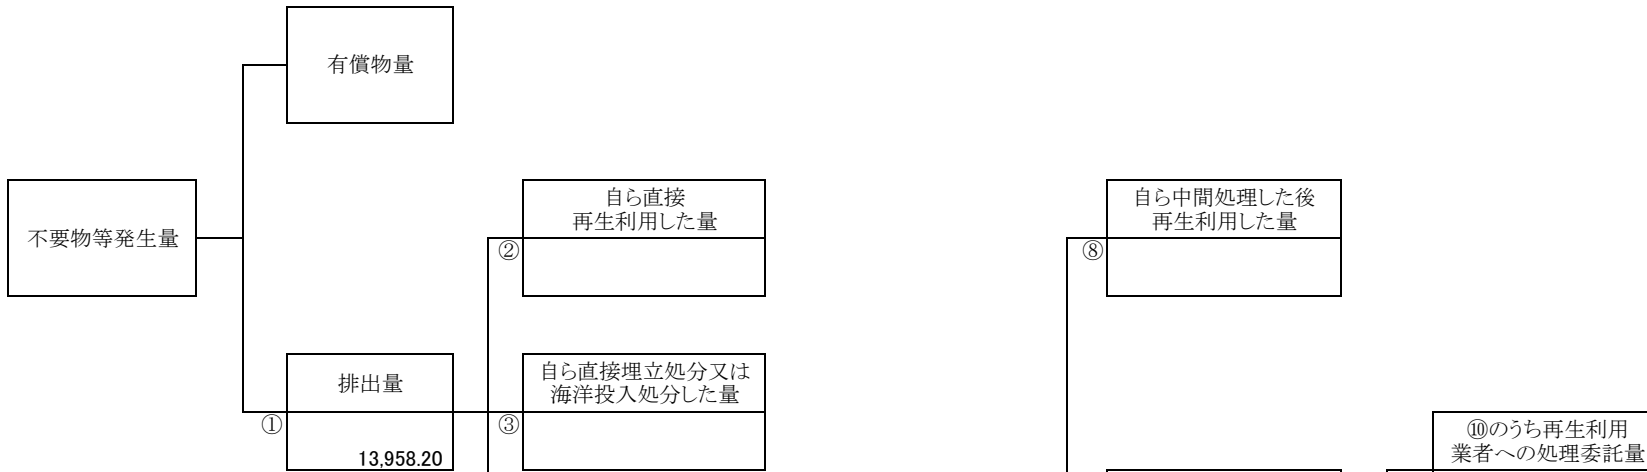 有償物量
不要物等発生量
自ら直接
再生利用した量
②
自ら中間処理した後
再生利用した量
⑧
排出量
①
13,958.20
自ら直接埋立処分又は
海洋投入処分した量
③
⑩のうち再生利用
業者への処理委託量